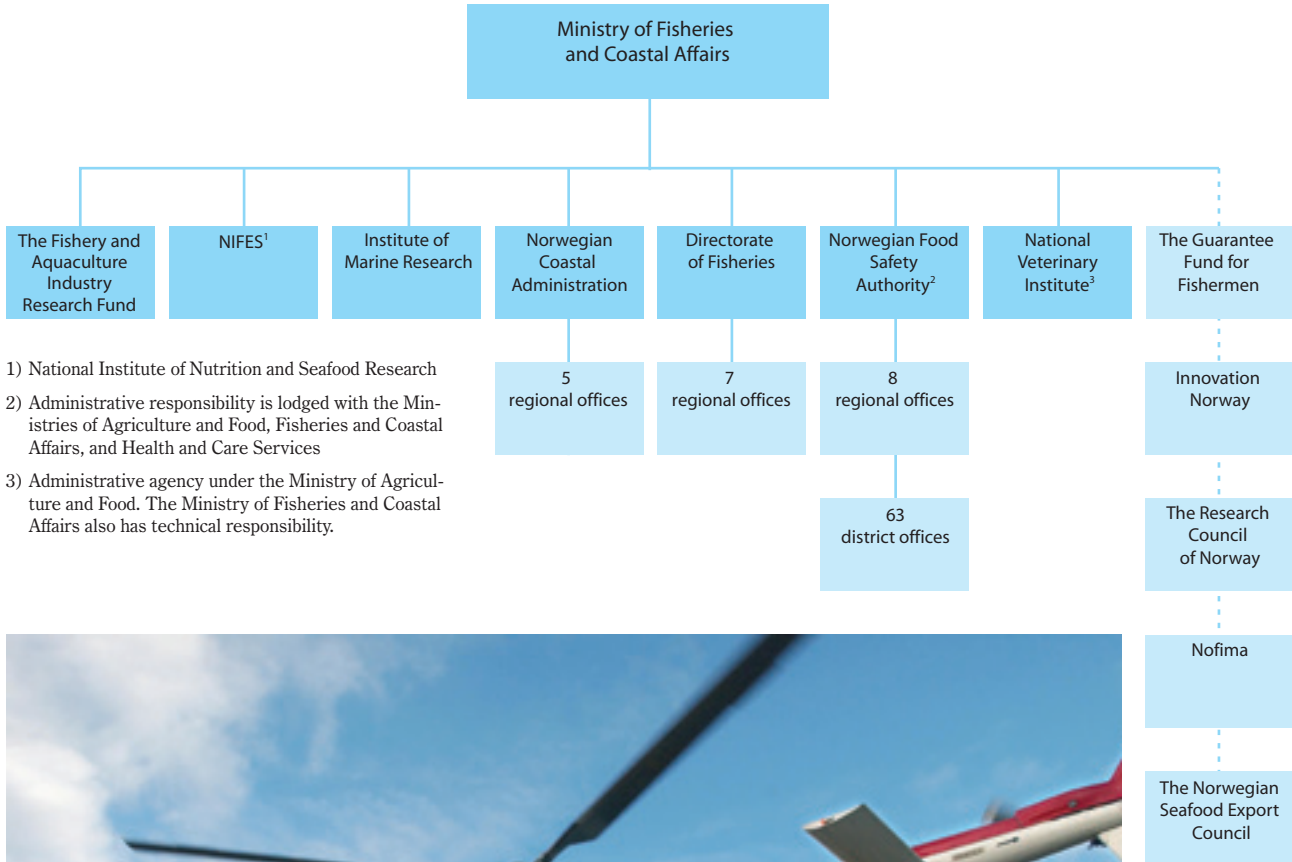 Ministry of Fisheries
and Coastal Affairs
The Fishery and
Aquaculture
Industry
Research Fund
NIFES¹
Institute of
Marine Research
Norwegian
Coastal
Administration
Directorate
of Fisheries
Norwegian Food
Safety
Authority²
National
Veterinary
Institute³
The Guarantee
Fund for
Fishermen
5
regional offices
7
regional offices
8
regional offices
Innovation
Norway
63
district offices
The Research
Council
of Norway
Nofima
The Norwegian
Seafood Export
Council
1) National Institute of Nutrition and Seafood Research
2) Administrative responsibility is lodged with the Min-
istries of Agriculture and Food, Fisheries and Coastal
Affairs, and Health and Care Services
3) Administrative agency under the Ministry of Agricul-
ture and Food. The Ministry of Fisheries and Coastal
Affairs also has technical responsibility.